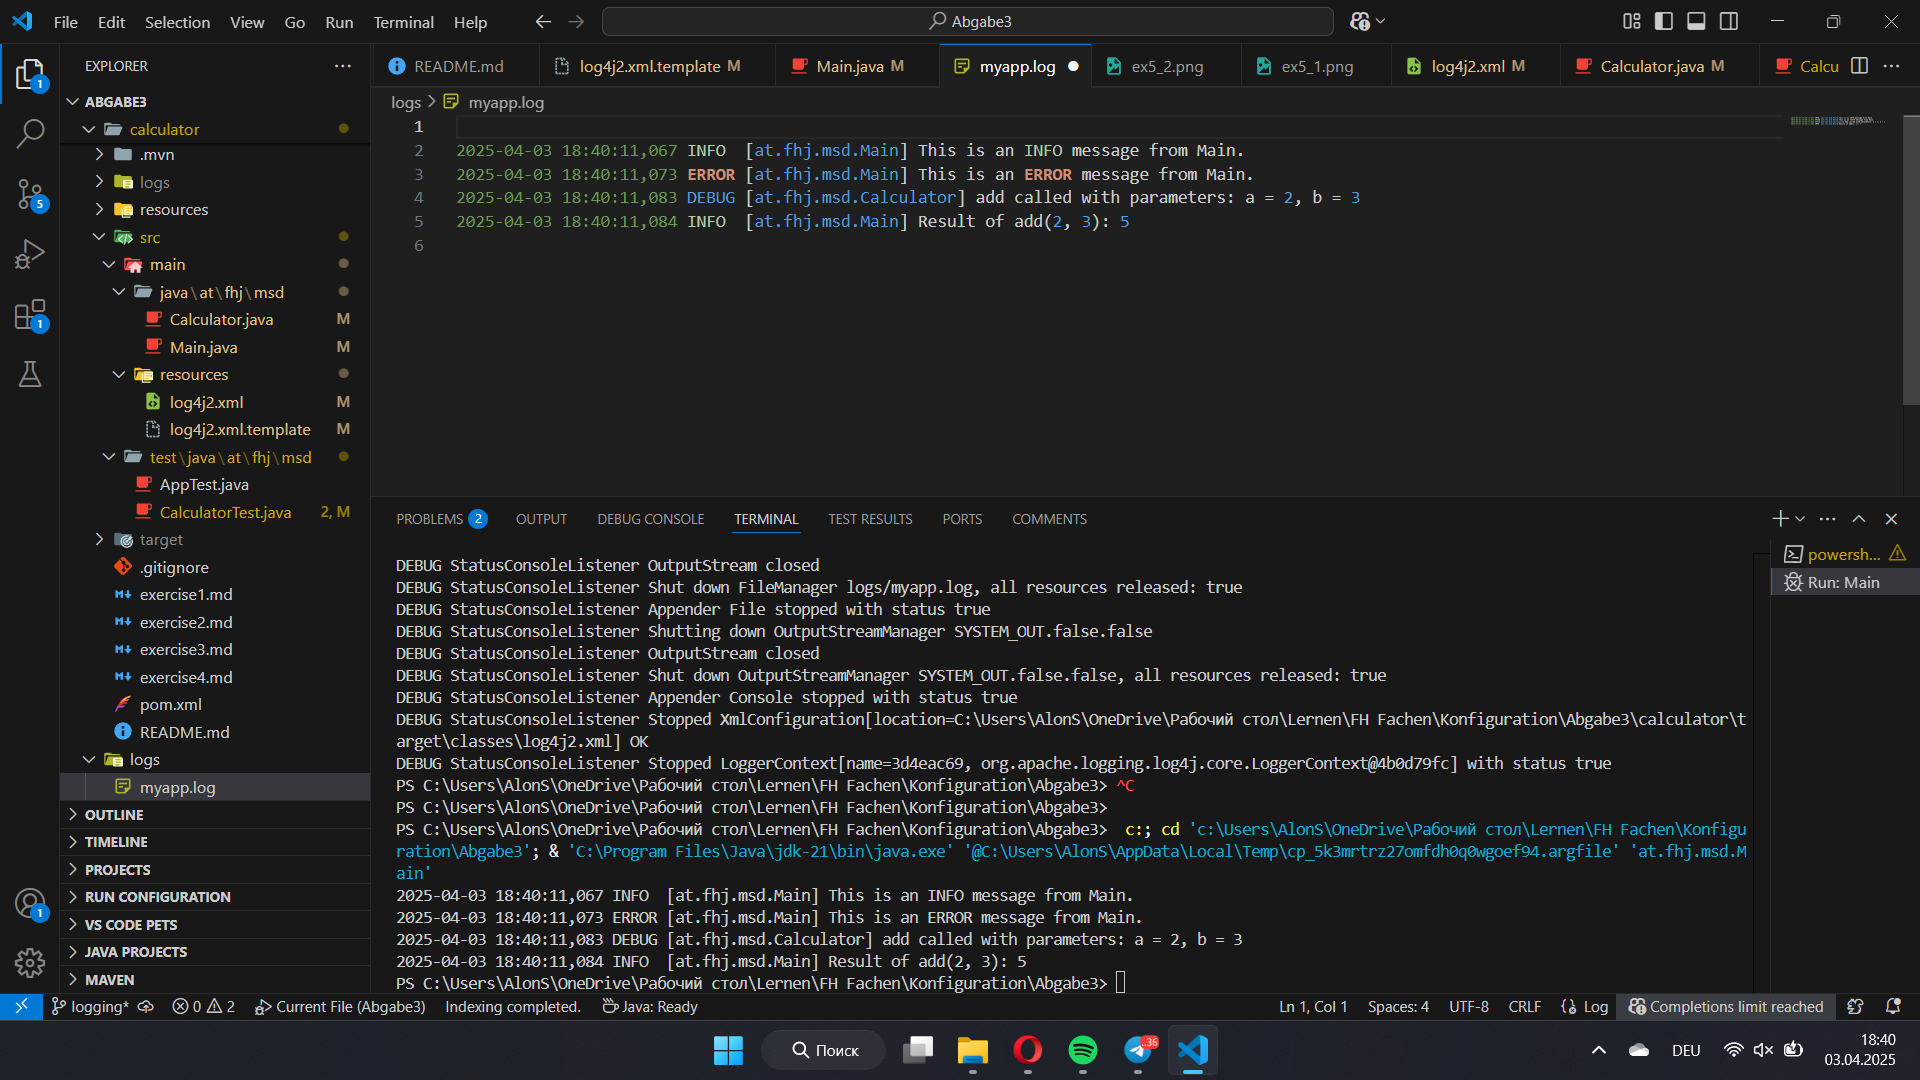 File Edit Selection View Go Run Terminal Help
Abgabe3
EXPLORER
ABGABE3
calculator
.mvn
logs
resources
src
main
java\at\fhj\msd
Calculator.java M
Main.java M
resources
log4j2.xml M
log4j2.xml.template M
test\java\at\fhj\msd
AppTest.java
CalculatorTest.java 2, M
target
.gitignore
exercise1.md
exercise2.md
exercise3.md
exercise4.md
pom.xml
README.md
logs
myapp.log
OUTLINE
TIMELINE
PROJECTS
RUN CONFIGURATION
VS CODE PETS
JAVA PROJECTS
MAVEN
1
5
1
1
README.md log4j2.xml.template M Main.java M myapp.log ex5_2.png ex5_1.png log4j2.xml M Calculator.java M Calcu
logs > myapp.log
1
2 2025-04-03 18:40:11,067 INFO [at.fhj.msd.Main] This is an INFO message from Main.
3 2025-04-03 18:40:11,073 ERROR [at.fhj.msd.Main] This is an ERROR message from Main.
4 2025-04-03 18:40:11,083 DEBUG [at.fhj.msd.Calculator] add called with parameters: a = 2, b = 3
5 2025-04-03 18:40:11,084 INFO [at.fhj.msd.Main] Result of add(2, 3): 5
6
PROBLEMS 2 OUTPUT DEBUG CONSOLE TERMINAL TEST RESULTS PORTS COMMENTS
powersh...
Run: Main
DEBUG StatusConsoleListener OutputStream closed
DEBUG StatusConsoleListener Shut down FileManager logs/myapp.log, all resources released: true
DEBUG StatusConsoleListener Appender File stopped with status true
DEBUG StatusConsoleListener Shutting down OutputStreamManager SYSTEM_OUT.false.false
DEBUG StatusConsoleListener OutputStream closed
DEBUG StatusConsoleListener Shut down OutputStreamManager SYSTEM_OUT.false.false, all resources released: true
DEBUG StatusConsoleListener Appender Console stopped with status true
DEBUG StatusConsoleListener Stopped XmlConfiguration[location=C:\Users\AlonS\OneDrive\Рабочий стол\Lernen\FH Fachen\Konfiguration\Abgabe3\calculator\t
arget\classes\log4j2.xml] OK
DEBUG StatusConsoleListener Stopped LoggerContext[name=3d4eac69, org.apache.logging.log4j.core.LoggerContext@4b0d79fc] with status true
PS C:\Users\AlonS\OneDrive\Рабочий стол\Lernen\FH Fachen\Konfiguration\Abgabe3> ^C
PS C:\Users\AlonS\OneDrive\Рабочий стол\Lernen\FH Fachen\Konfiguration\Abgabe3>
PS C:\Users\AlonS\OneDrive\Рабочий стол\Lernen\FH Fachen\Konfiguration\Abgabe3> c:; cd 'c:\Users\AlonS\OneDrive\Рабочий стол\Lernen\FH Fachen\Konfigu
ration\Abgabe3'; & 'C:\Program Files\Java\jdk-21\bin\java.exe' '@C:\Users\AlonS\AppData\Local\Temp\cp_5k3mrtrz27omfdh0q0wgoef94.argfile' 'at.fhj.msd.M
ain'
2025-04-03 18:40:11,067 INFO [at.fhj.msd.Main] This is an INFO message from Main.
2025-04-03 18:40:11,073 ERROR [at.fhj.msd.Main] This is an ERROR message from Main.
2025-04-03 18:40:11,083 DEBUG [at.fhj.msd.Calculator] add called with parameters: a = 2, b = 3
2025-04-03 18:40:11,084 INFO [at.fhj.msd.Main] Result of add(2, 3): 5
PS C:\Users\AlonS\OneDrive\Рабочий стол\Lernen\FH Fachen\Konfiguration\Abgabe3>
logging* 0 2 Current File (Abgabe3) Indexing completed. Java: Ready Ln 1, Col 1 Spaces: 4 UTF-8 CRLF Log Completions limit reached
Поиск
36
DEU
18:40
03.04.2025